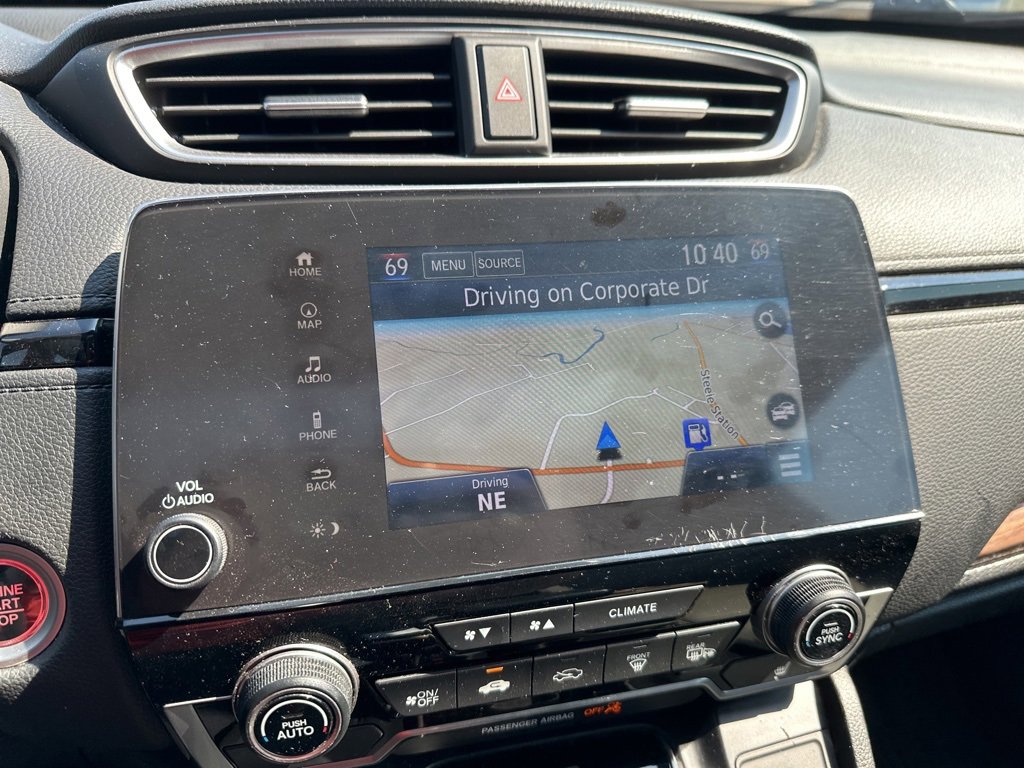 69 MENU SOURCE 10:40 69
Driving on Corporate Dr
HOME
MAP
AUDIO
PHONE
BACK
Steele Station
Driving
NE
VOL
AUDIO
CLIMATE
PUSH
SYNC
ON/
OFF
FRONT
REAR
PUSH
AUTO
PASSENGER AIRBAG OFF